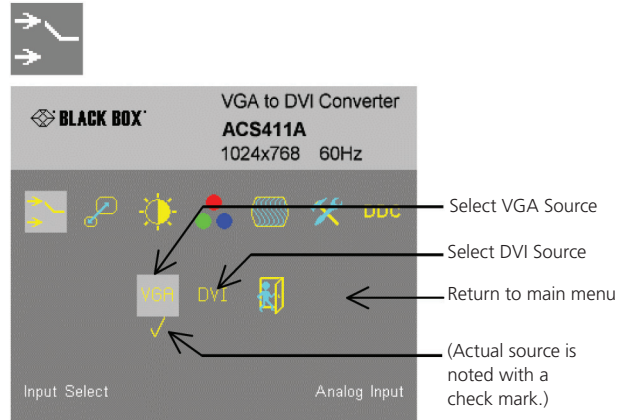 BLACK BOX
VGA to DVI Converter
ACS411A
1024x768 60Hz
DDC
Select VGA Source
Select DVI Source
VGA DVI
Return to main menu
(Actual source is
noted with a
check mark.)
Input Select Analog Input